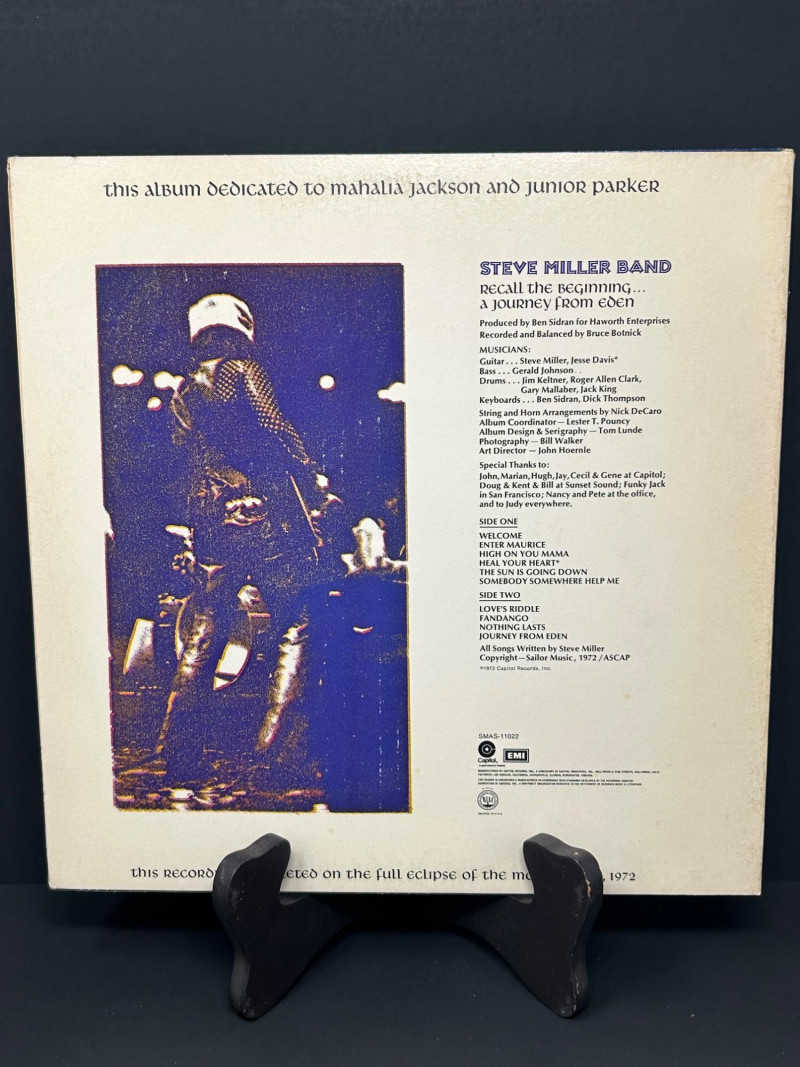 this album dedicated to mahalia jackson and junior parker
STEVE MILLER BAND
recall the beginning...
a journey from eden
Produced by Ben Sidran for Haworth Enterprises
Recorded and Balanced by Bruce Botnick
MUSICIANS:
Guitar . . . Steve Miller, Jesse Davis*
Bass . . . Gerald Johnson . .
Drums . . . Jim Keltner, Roger Allen Clark,
Gary Mallaber, Jack King
Keyboards . . . Ben Sidran, Dick Thompson
String and Horn Arrangements by Nick DeCaro
Album Coordinator — Lester T. Pouncy
Album Design & Serigraphy — Tom Lunde
Photography — Bill Walker
Art Director — John Hoernle
Special Thanks to:
John, Marian, Hugh, Jay, Cecil & Gene at Capitol;
Doug & Kent & Bill at Sunset Sound; Funky Jack
in San Francisco; Nancy and Pete at the office,
and to Judy everywhere.
SIDE ONE
WELCOME
ENTER MAURICE
HIGH ON YOU MAMA
HEAL YOUR HEART*
THE SUN IS GOING DOWN
SOMEBODY SOMEWHERE HELP ME
SIDE TWO
LOVE'S RIDDLE
FANDANGO
NOTHING LASTS
JOURNEY FROM EDEN
All Songs Written by Steve Miller
Copyright — Sailor Music, 1972 / ASCAP
℗1972 Capitol Records, Inc.
SMAS-11022
Capitol
EMI
PRINTED IN U.S.A.
this record eted on the full eclipse of the mo , 1972